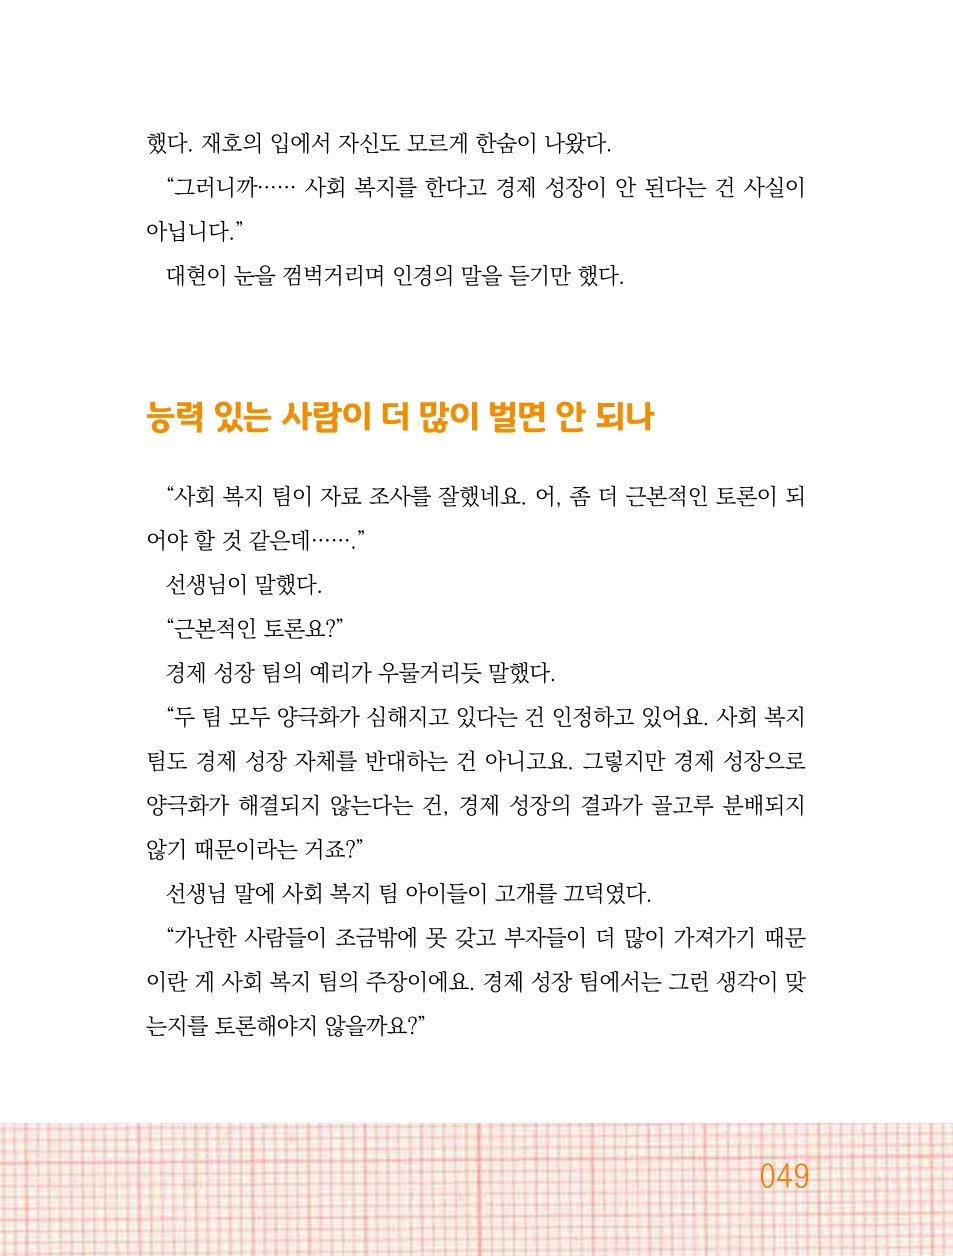 했다. 재호의 입에서 자신도 모르게 한숨이 나왔다.
“그러니까…… 사회 복지를 한다고 경제 성장이 안 된다는 건 사실이
아닙니다.”
대현이 눈을 껌벅거리며 인경의 말을 듣기만 했다.
능력 있는 사람이 더 많이 벌면 안 되나
“사회 복지 팀이 자료 조사를 잘했네요. 어, 좀 더 근본적인 토론이 되
어야 할 것 같은데…….”
선생님이 말했다.
“근본적인 토론요?”
경제 성장 팀의 예리가 우물거리듯 말했다.
“두 팀 모두 양극화가 심해지고 있다는 건 인정하고 있어요. 사회 복지
팀도 경제 성장 자체를 반대하는 건 아니고요. 그렇지만 경제 성장으로
양극화가 해결되지 않는다는 건, 경제 성장의 결과가 골고루 분배되지
않기 때문이라는 거죠?”
선생님 말에 사회 복지 팀 아이들이 고개를 끄덕였다.
“가난한 사람들이 조금밖에 못 갖고 부자들이 더 많이 가져가기 때문
이란 게 사회 복지 팀의 주장이에요. 경제 성장 팀에서는 그런 생각이 맞
는지를 토론해야지 않을까요?”
049